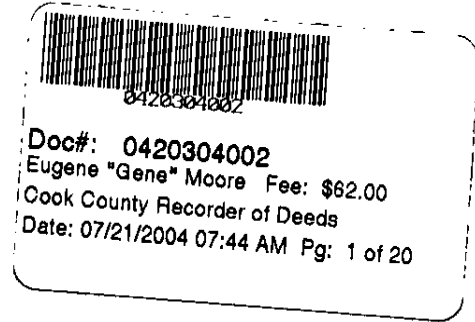 0420304002
Doc#: 0420304002
Eugene "Gene" Moore Fee: $62.00
Cook County Recorder of Deeds
Date: 07/21/2004 07:44 AM Pg: 1 of 20